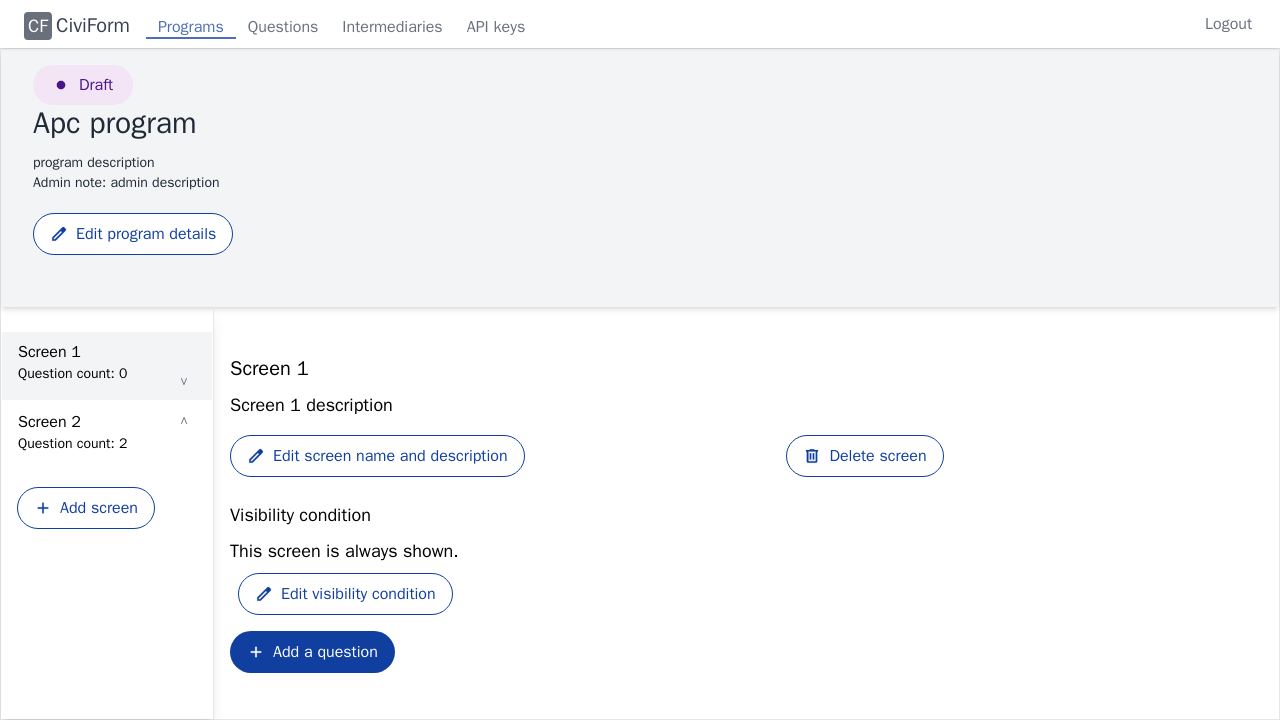 CF CiviForm Programs Questions Intermediaries API keys Logout
Draft
Apc program
program description
Admin note: admin description
Edit program details
Screen 1
Question count: 0
Screen 2
Question count: 2
Add screen
Screen 1
Screen 1 description
Edit screen name and description Delete screen
Visibility condition
This screen is always shown.
Edit visibility condition
Add a question